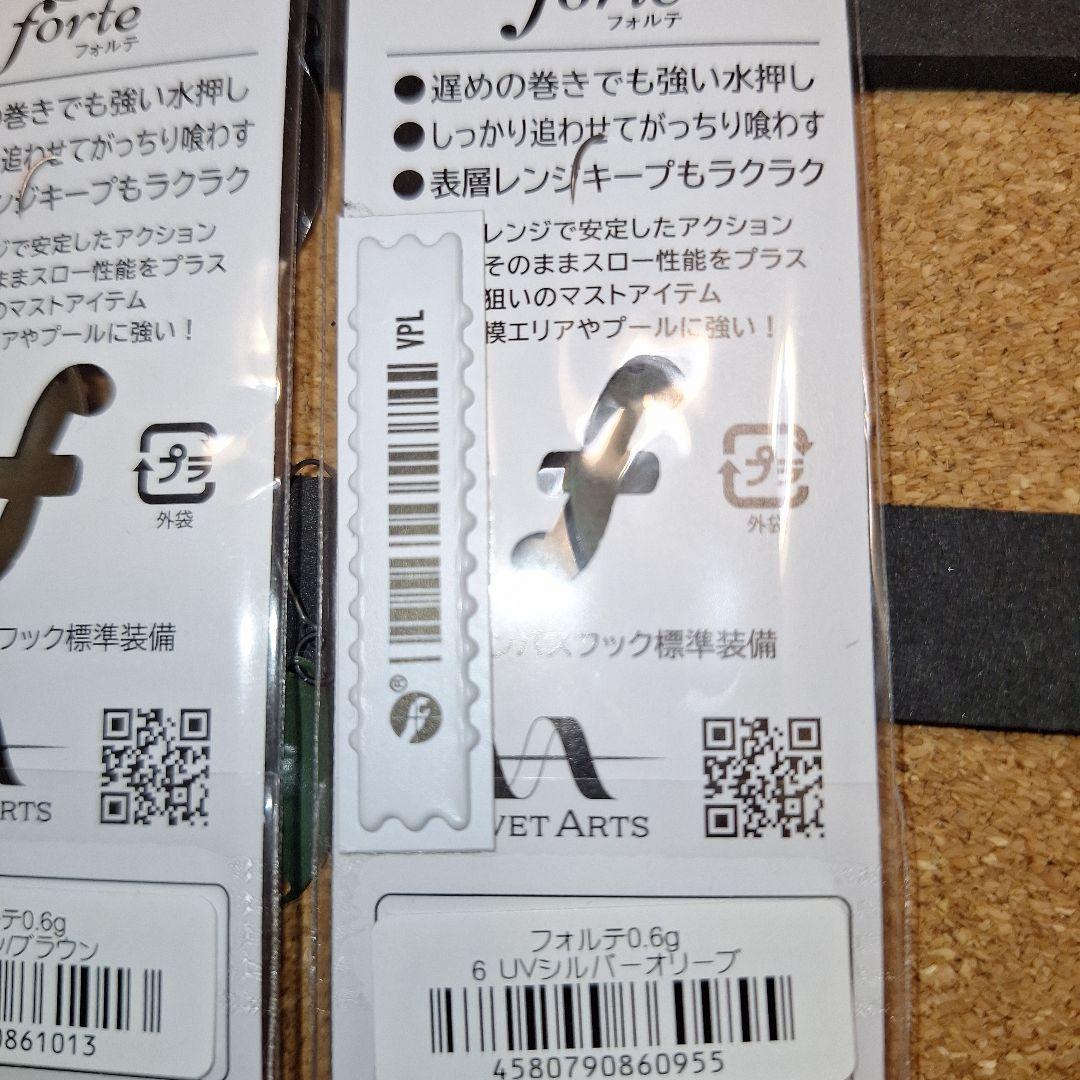 forte
フォルテ
の巻きでも強い水押し
追わせてがっちり喰わす
レンジキープもラクラク
ジで安定したアクション
ままスロー性能をプラス
のマストアイテム
アやプールに強い！
プラ
外袋
フック標準装備
ARTS
テ0.6g
ン/ブラウン
0861013
forte
フォルテ
●遅めの巻きでも強い水押し
●しっかり追わせてがっちり喰わす
●表層レンジキープもラクラク
レンジで安定したアクション
そのままスロー性能をプラス
狙いのマストアイテム
模エリアやプールに強い！
VPL
®
プラ
外袋
バスフック標準装備
VET ARTS
フォルテ0.6g
6 UVシルバーオリーブ
4580790860955